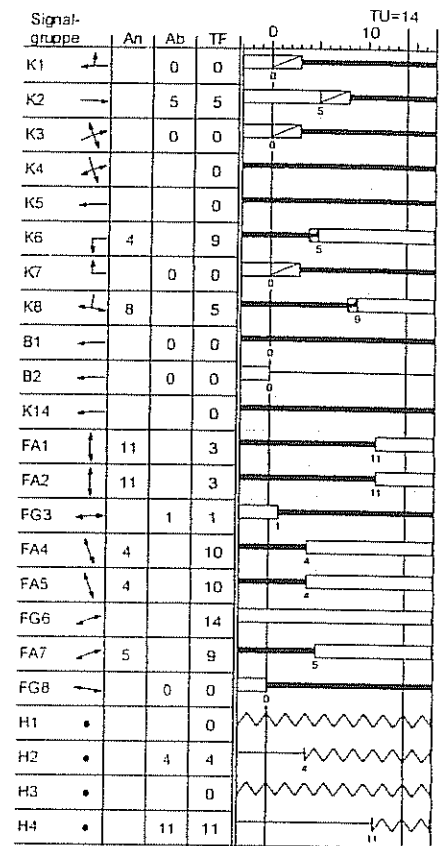 Signal-
gruppe An Ab TF 0 10 TU=14
K1 0 0 0
K2 5 5 5
K3 0 0 0
K4 0
K5 0
K6 4 9 5
K7 0 0 0
K8 8 5 9
B1 0 0 0
B2 0 0 0
K14 0
FA1 11 3 11
FA2 11 3 11
FG3 1 1 1
FA4 4 10 4
FA5 4 10 4
FG6 14
FA7 5 9 5
FG8 0 0 0
H1 0
H2 4 4 4
H3 0
H4 11 11 11